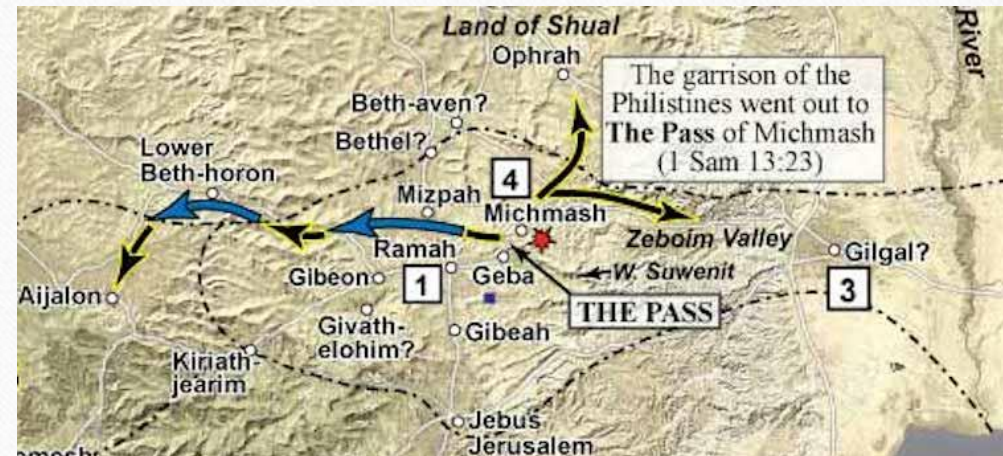 Land of Shual
Ophrah
River
The garrison of the
Philistines went out to
The Pass of Michmash
(1 Sam 13:23)
Beth-aven?
Bethel?
Lower
Beth-horon
4
Mizpah
Michmash
Zeboim Valley
Ramah
Gilgal?
Geba
W. Suwenit
Gibeon
1
3
Aijalon
THE PASS
Givath-
elohim?
Gibeah
Kiriath-
jearim
Jebus
Jerusalem